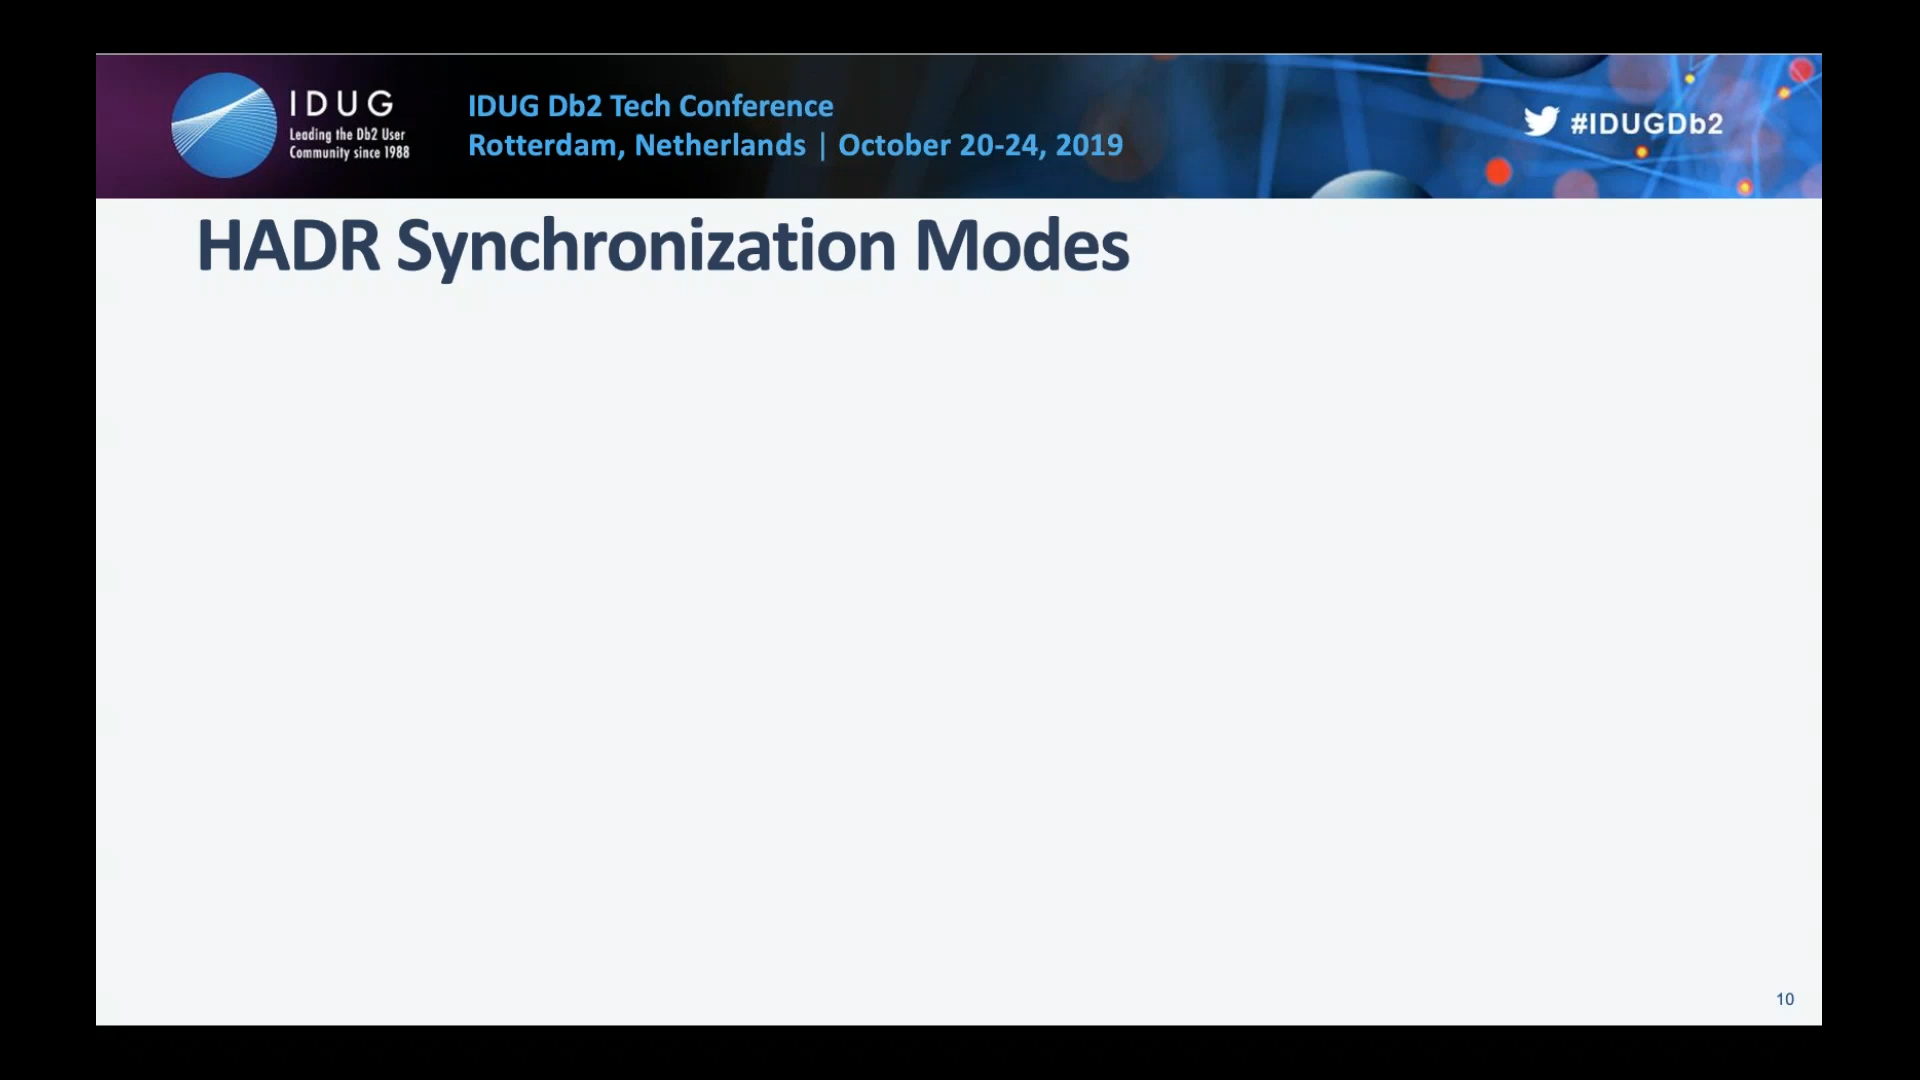 IDUG
Leading the Db2 User
Community since 1988
IDUG Db2 Tech Conference
Rotterdam, Netherlands | October 20-24, 2019
#IDUGDb2
HADR Synchronization Modes
10